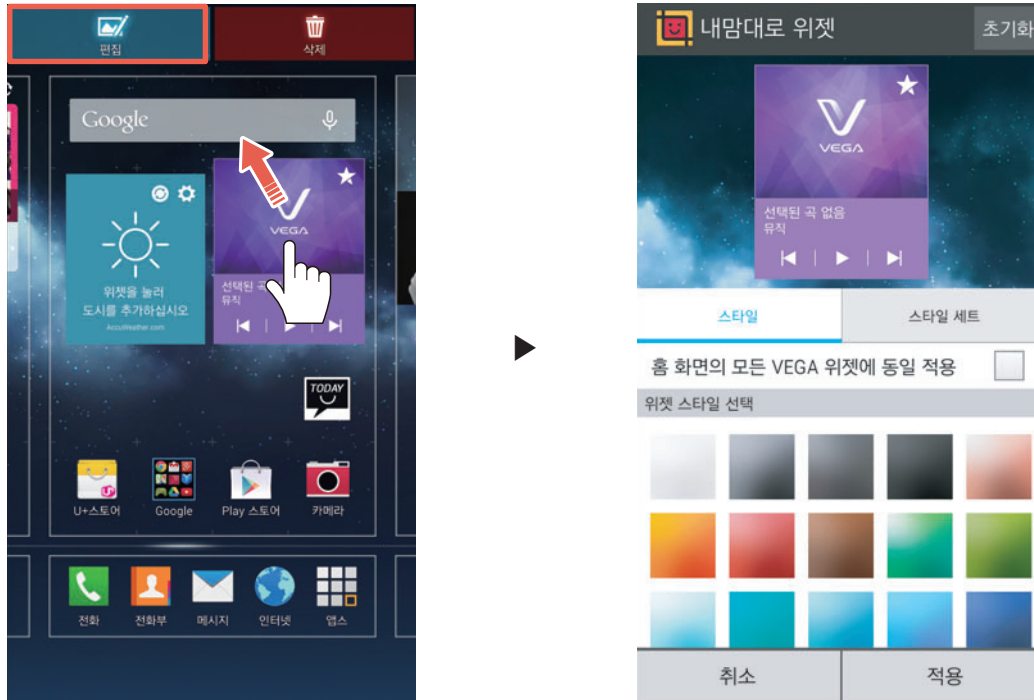 편집
삭제
Google
VEGA
위젯을 눌러
도시를 추가하십시오
AccuWeather.com
선택된
뮤직
TODAY
U+스토어
Google
Play 스토어
카메라
전화
전화부
메시지
인터넷
앱스
내맘대로 위젯
초기화
VEGA
선택된 곡 없음
뮤직
스타일
스타일 세트
홈 화면의 모든 VEGA 위젯에 동일 적용
위젯 스타일 선택
취소
적용